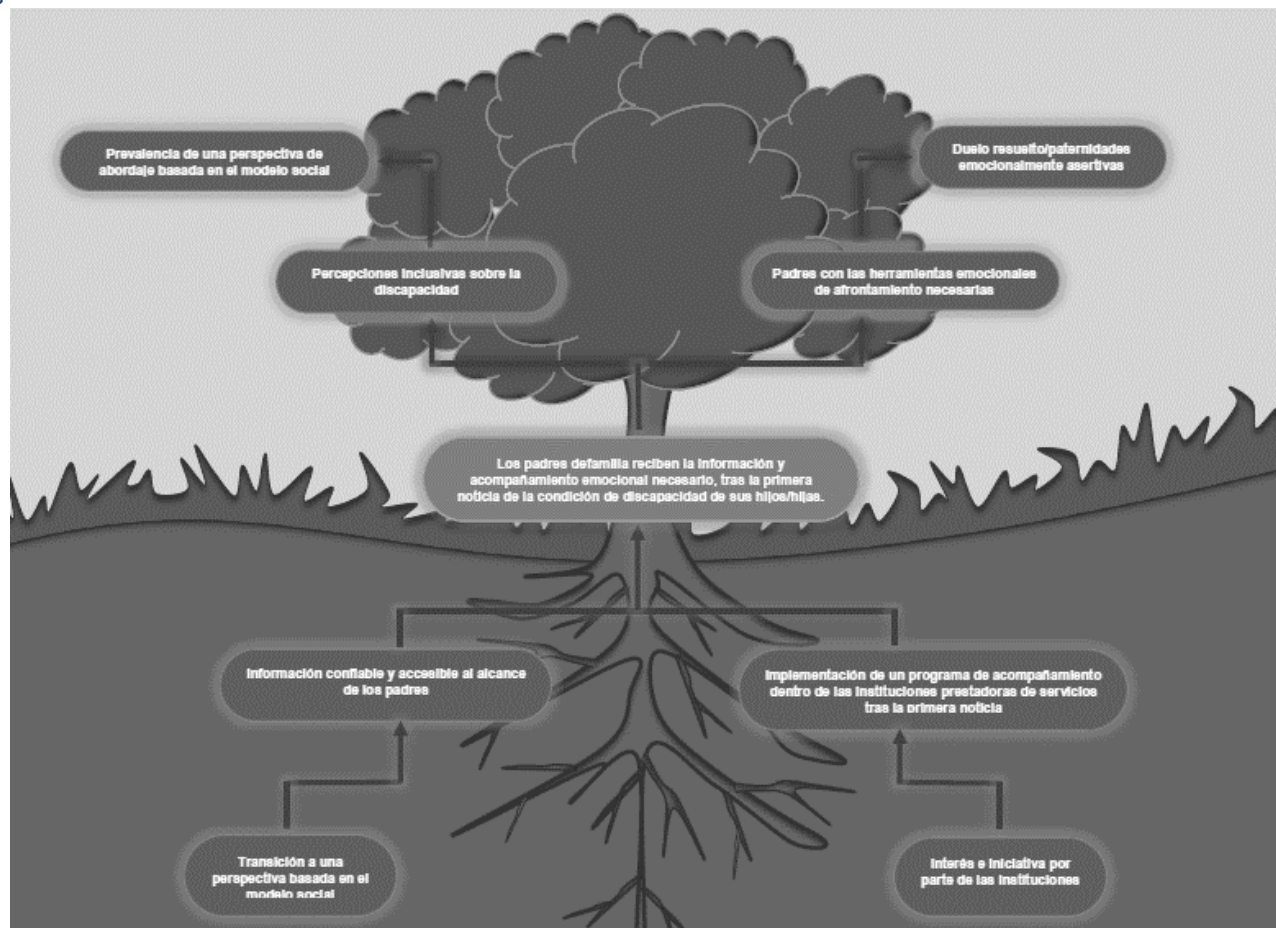 Prevalencia de una perspectiva de
abordaje basada en el modelo social
Duelo resuelto/paternidades
emocionalmente asertivas
Percepciones inclusivas sobre la
discapacidad
Padres con las herramientas emocionales
de afrontamiento necesarias
Los padres defamilia reciben la información y
acompañamiento emocional necesario, tras la primera
noticia de la condición de discapacidad de sus hijos/hijas.
Información confiable y accesible al alcance
de los padres
Implementación de un programa de acompañamiento
dentro de las instituciones prestadoras de servicios
tras la primera noticia
Transición a una
perspectiva basada en el
modelo social
Interés e iniciativa por
parte de las instituciones